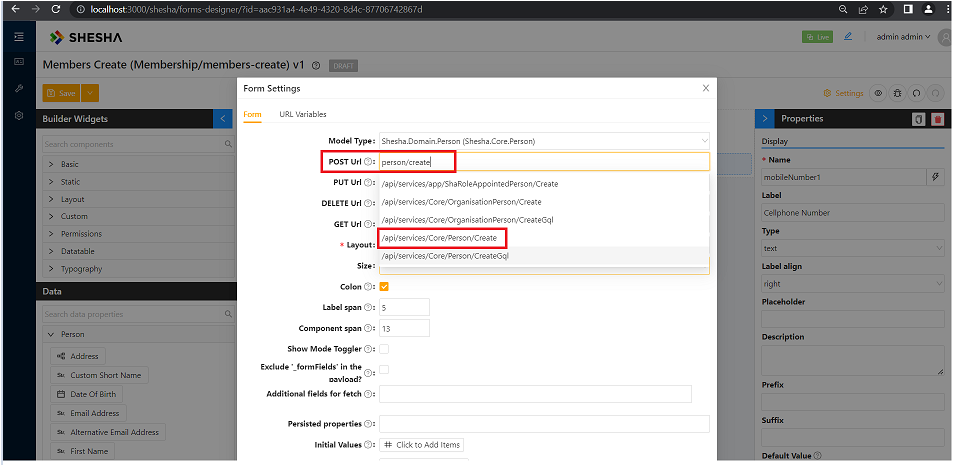 localhost:3000/shesha/forms-designer/?id=aac931a4-4e49-4320-8d4c-87706742867d
SHESHA
Live
admin admin
Members Create (Membership/members-create) v1
DRAFT
Save
Settings
Builder Widgets
Search components
Basic
Static
Layout
Custom
Permissions
Datatable
Typography
Data
Search data properties
Person
Address
Custom Short Name
Date Of Birth
Email Address
Alternative Email Address
First Name
Form Settings
Form
URL Variables
Model Type:
Shesha.Domain.Person (Shesha.Core.Person)
POST Url
:
person/create
PUT Url
:
/api/services/app/ShaRoleAppointedPerson/Create
DELETE Url
:
/api/services/Core/OrganisationPerson/Create
/api/services/Core/OrganisationPerson/CreateGql
GET Url
:
/api/services/Core/Person/Create
* Layout:
/api/services/Core/Person/CreateGql
Size:
Colon
:
Label span
:
5
Component span
:
13
Show Mode Toggler
:
Exclude '_formFields' in the
payload?
:
Additional fields for fetch
:
Persisted properties
:
Initial Values
:
Click to Add Items
Properties
Display
* Name
mobileNumber1
Label
Cellphone Number
Type
text
Label align
right
Placeholder
Description
Prefix
Suffix
Default Value